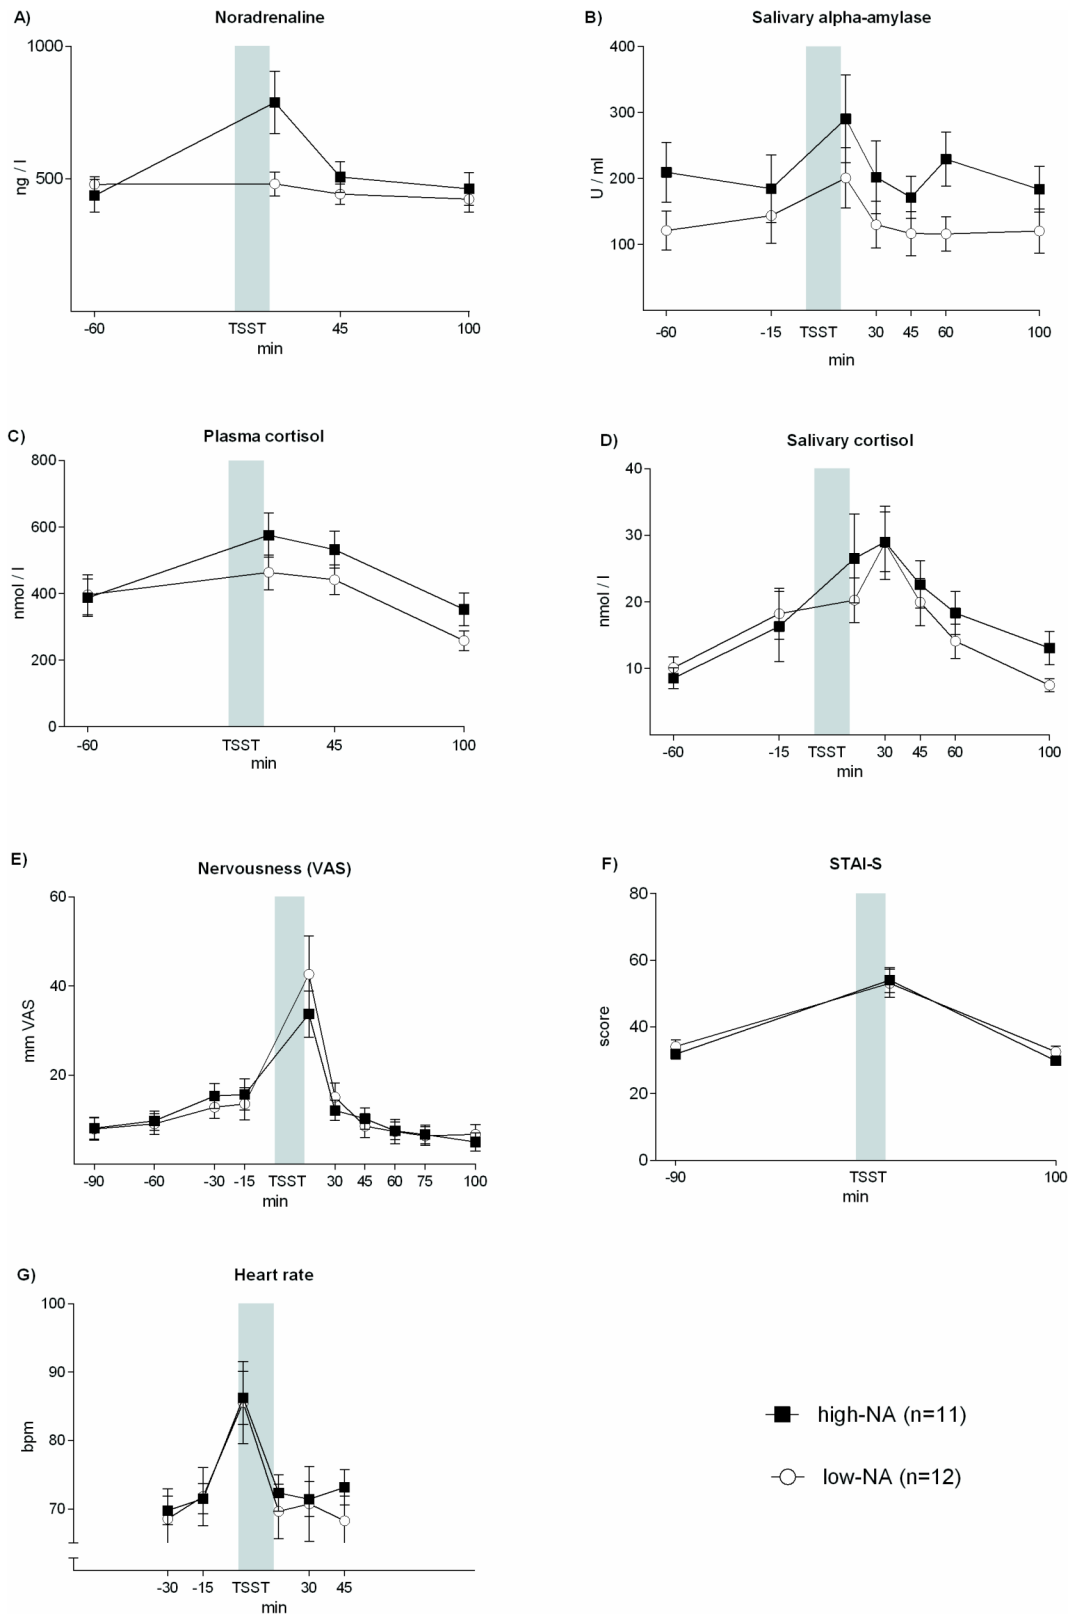 A) Noradrenaline
1000
500
ng / l
-60 TSST 45 100
min
B) Salivary alpha-amylase
400
300
200
100
U / ml
-60 -15 TSST 30 45 60 100
min
C) Plasma cortisol
800
600
400
200
0
nmol / l
-60 TSST 45 100
min
D) Salivary cortisol
40
30
20
10
nmol / l
-60 -15 TSST 30 45 60 100
min
E) Nervousness (VAS)
60
40
20
mm VAS
-90 -60 -30 -15 TSST 30 45 60 75 100
min
F) STAI-S
80
60
40
20
0
score
-90 TSST 100
min
G) Heart rate
100
90
80
70
bpm
-30 -15 TSST 30 45
min
high-NA (n=11)
low-NA (n=12)